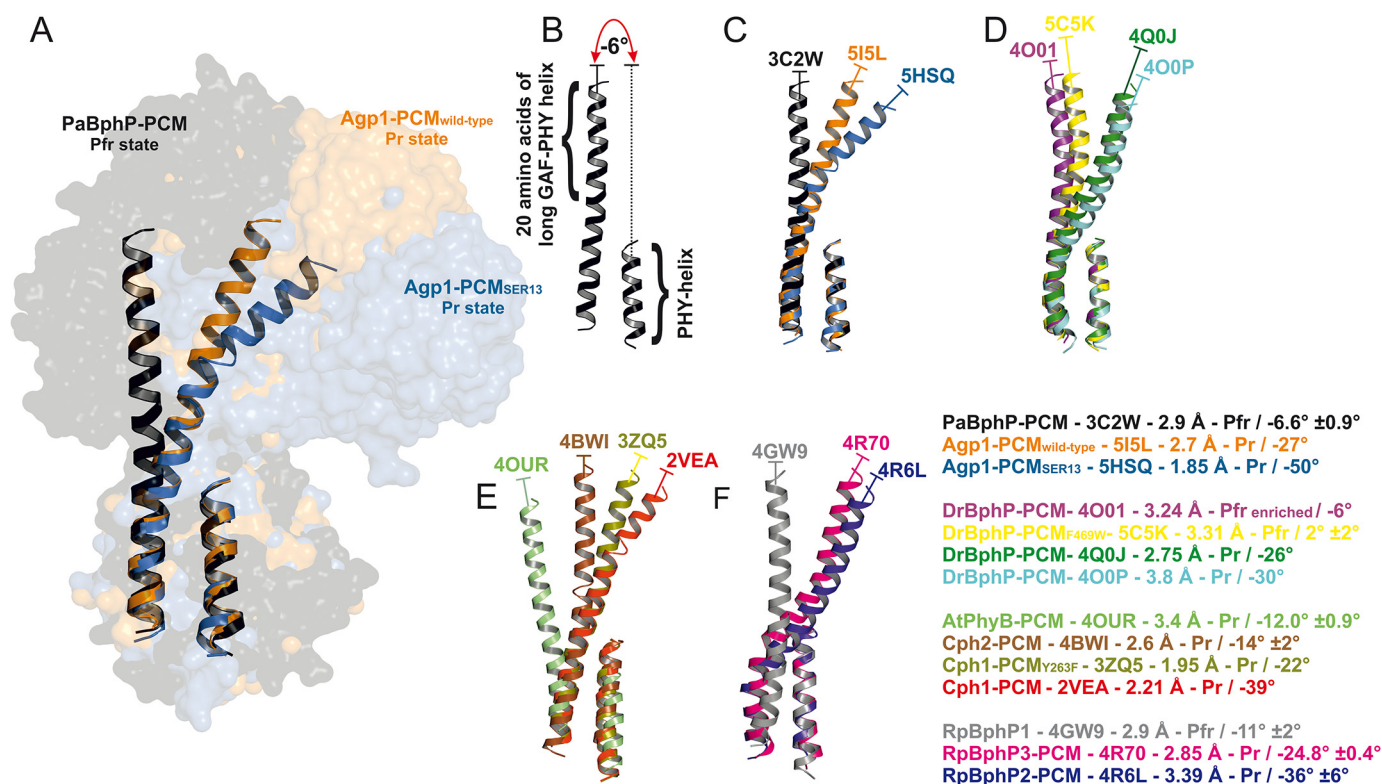 A
PaBphP-PCM
Pfr state
Agp1-PCMwild-type
Pr state
Agp1-PCMSER13
Pr state
B
-6°
20 amino acids of
long GAF-PHY helix
PHY-helix
C
3C2W
5I5L
5HSQ
D
4O01
5C5K
4Q0J
4O0P
E
4OUR
4BWI
3ZQ5
2VEA
F
4GW9
4R70
4R6L
PaBphP-PCM - 3C2W - 2.9 Å - Pfr / -6.6° ±0.9°
Agp1-PCMwild-type - 5I5L - 2.7 Å - Pr / -27°
Agp1-PCMSER13 - 5HSQ - 1.85 Å - Pr / -50°
DrBphP-PCM- 4O01 - 3.24 Å - Pfr enriched / -6°
DrBphP-PCMF469W- 5C5K - 3.31 Å - Pfr / 2° ±2°
DrBphP-PCM- 4Q0J - 2.75 Å - Pr / -26°
DrBphP-PCM- 4O0P - 3.8 Å - Pr / -30°
AtPhyB-PCM - 4OUR - 3.4 Å - Pr / -12.0° ±0.9°
Cph2-PCM - 4BWI - 2.6 Å - Pr / -14° ±2°
Cph1-PCMY263F - 3ZQ5 - 1.95 Å - Pr / -22°
Cph1-PCM - 2VEA - 2.21 Å - Pr / -39°
RpBphP1 - 4GW9 - 2.9 Å - Pfr / -11° ±2°
RpBphP3-PCM - 4R70 - 2.85 Å - Pr / -24.8° ±0.4°
RpBphP2-PCM - 4R6L - 3.39 Å - Pr / -36° ±6°